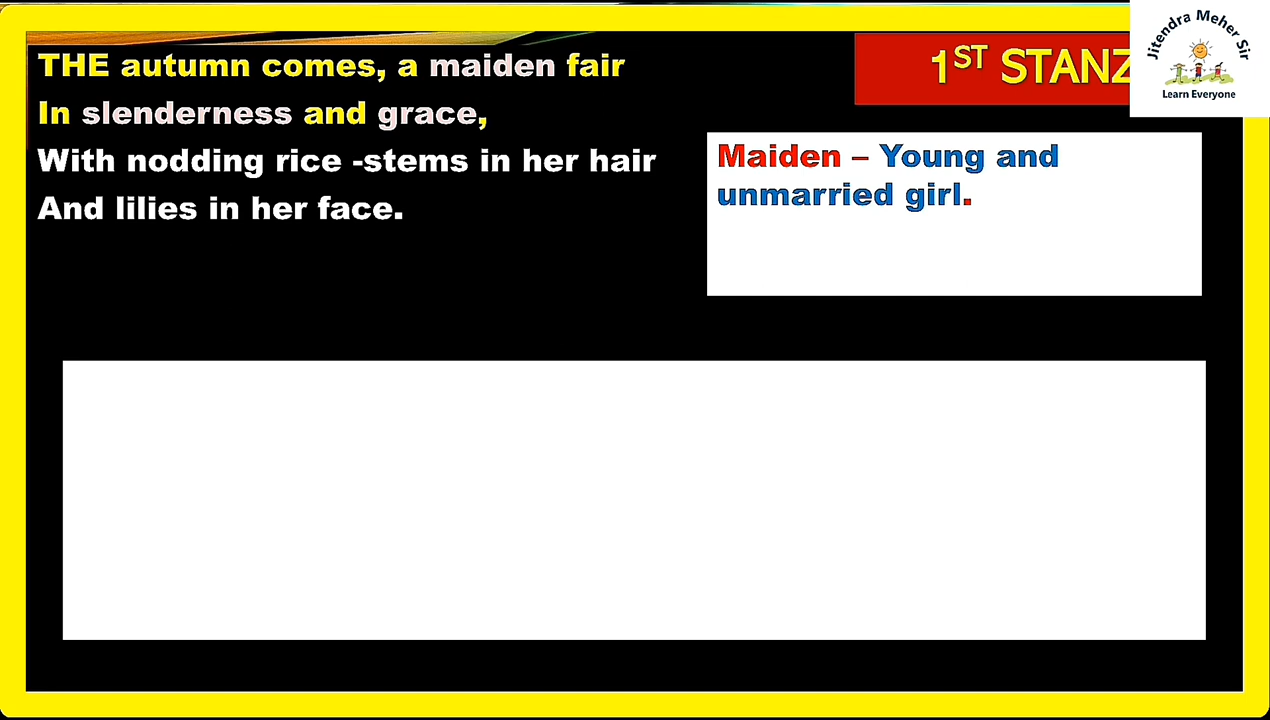 THE autumn comes, a maiden fair
In slenderness and grace,
With nodding rice -stems in her hair
And lilies in her face.
1ST STANZ
Jitendra Meher Sir
Learn Everyone
Maiden – Young and
unmarried girl.